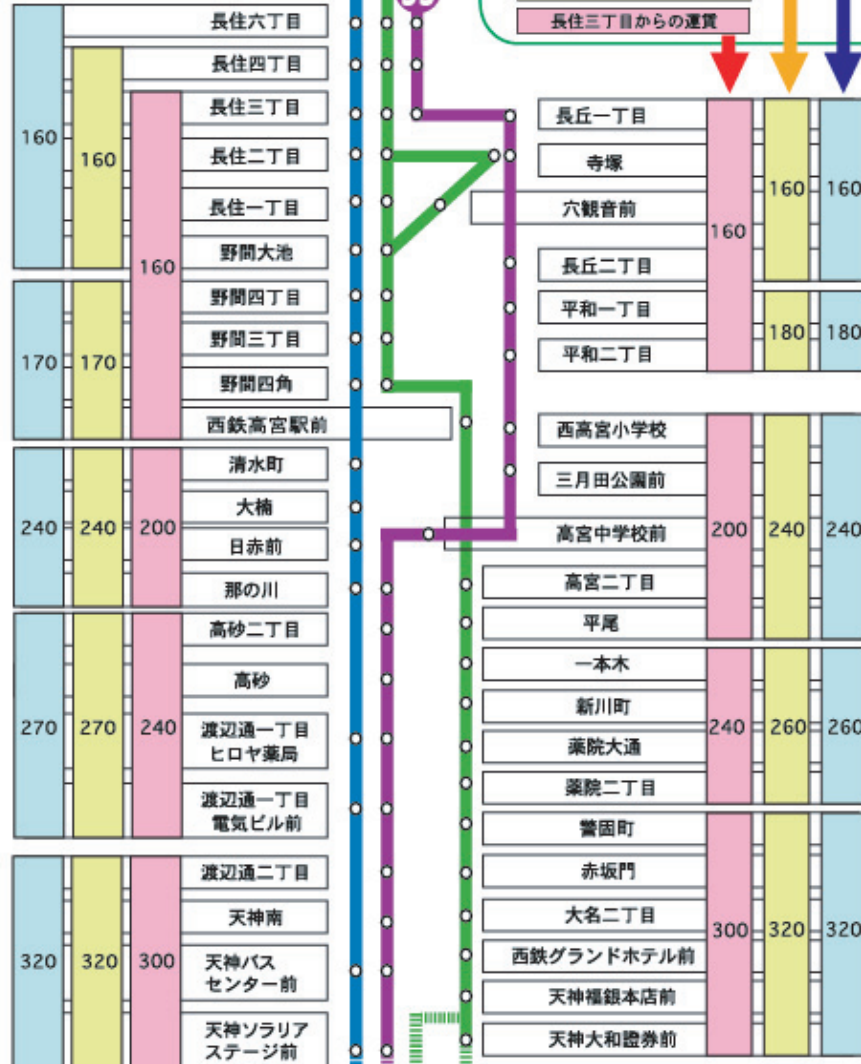 長住三丁目からの運賃
長住六丁目
長住四丁目
長住三丁目
長住二丁目
長住一丁目
野間大池
野間四丁目
野間三丁目
野間四角
西鉄高宮駅前
清水町
大楠
日赤前
那の川
高砂二丁目
高砂
渡辺通一丁目
ヒロヤ薬局
渡辺通一丁目
電気ビル前
渡辺通二丁目
天神南
天神バス
センター前
天神ソラリア
ステージ前
160
160
160
170
170
240
240
200
270
270
240
320
320
300
長丘一丁目
寺塚
穴観音前
長丘二丁目
平和一丁目
平和二丁目
西高宮小学校
三月田公園前
高宮中学校前
高宮二丁目
平尾
一本木
新川町
薬院大通
薬院二丁目
警固町
赤坂門
大名二丁目
西鉄グランドホテル前
天神福銀本店前
天神大和證券前
160
160
160
180
180
200
240
240
240
260
260
300
320
320